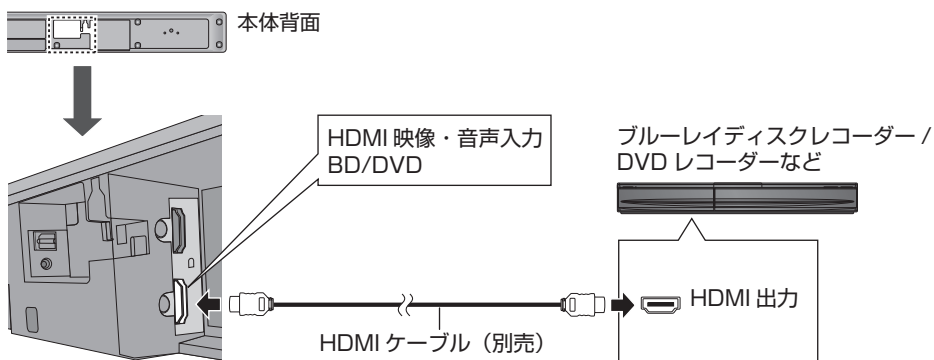 本体背面
HDMI 映像・音声入力
BD/DVD
ブルーレイディスクレコーダー /
DVD レコーダーなど
HDMI 出力
HDMI ケーブル（別売）